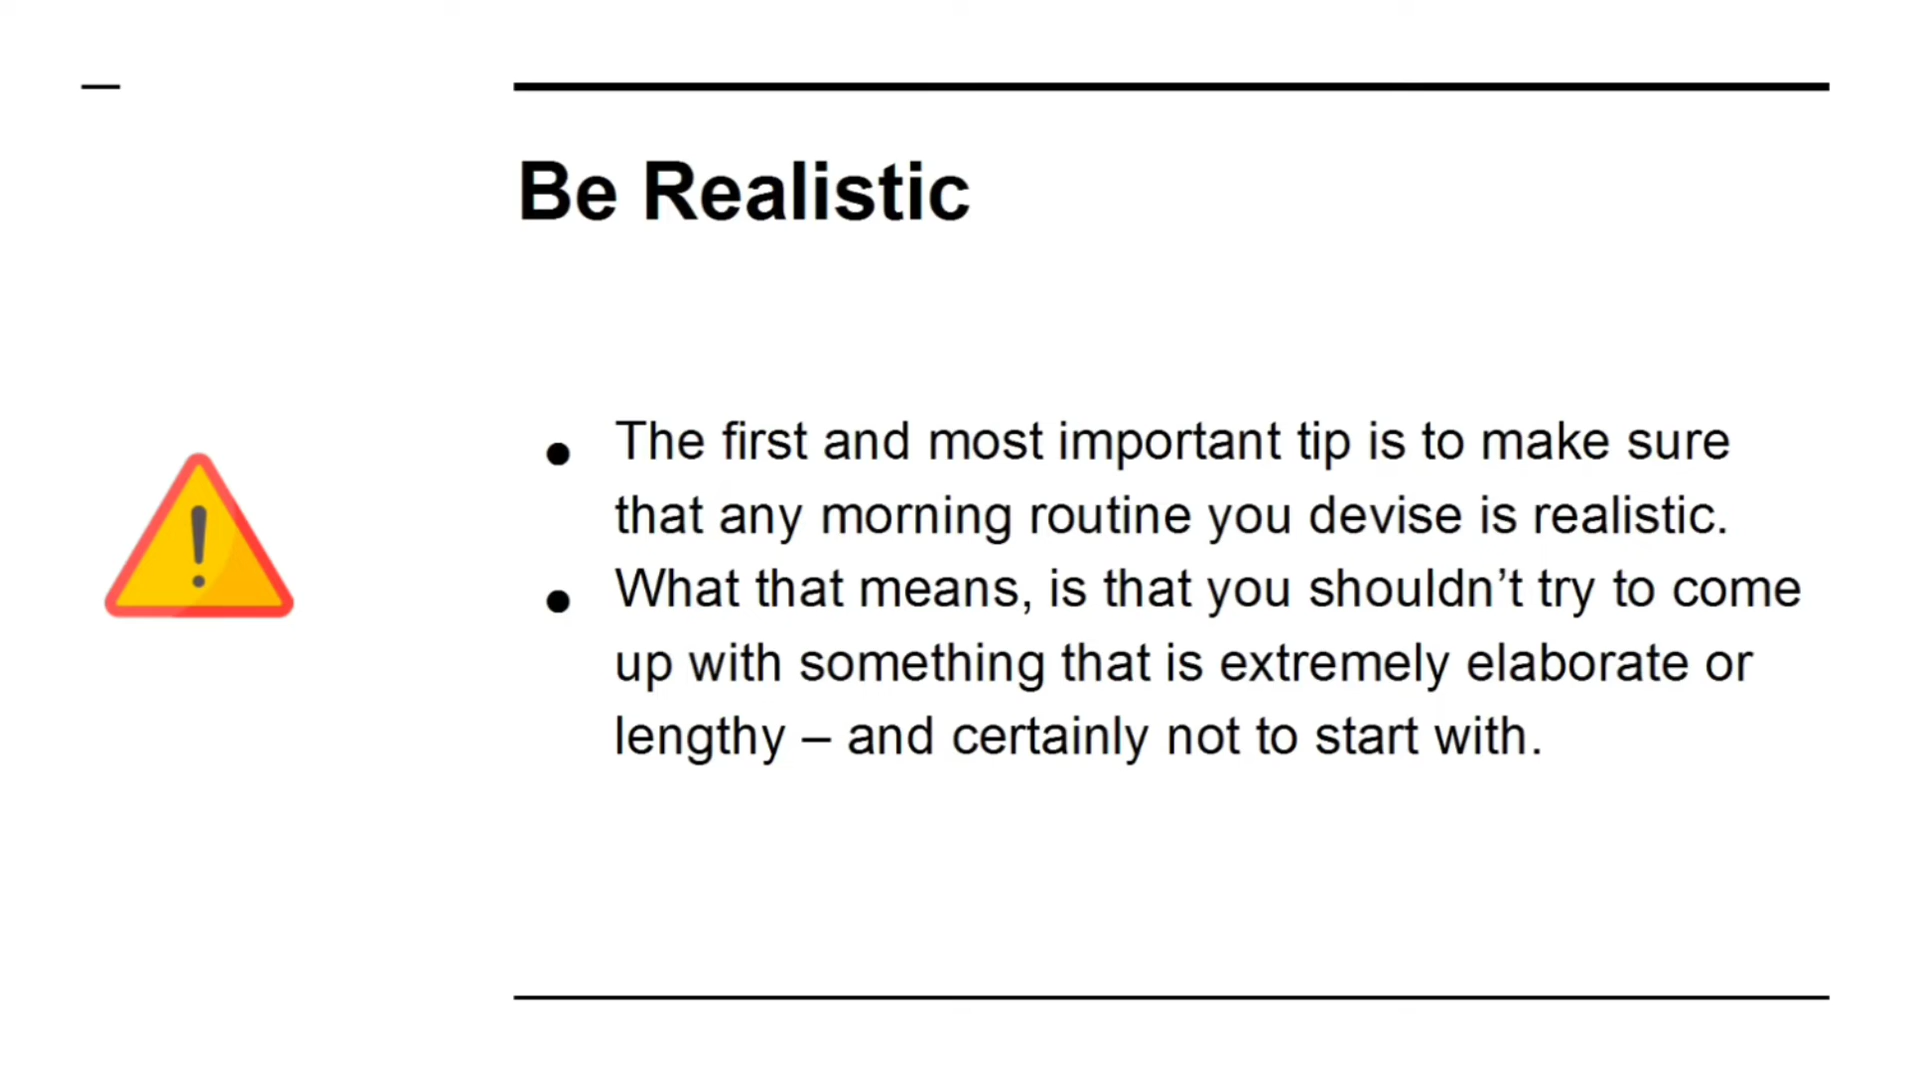 Be Realistic
● The first and most important tip is to make sure
that any morning routine you devise is realistic.
● What that means, is that you shouldn’t try to come
up with something that is extremely elaborate or
lengthy – and certainly not to start with.